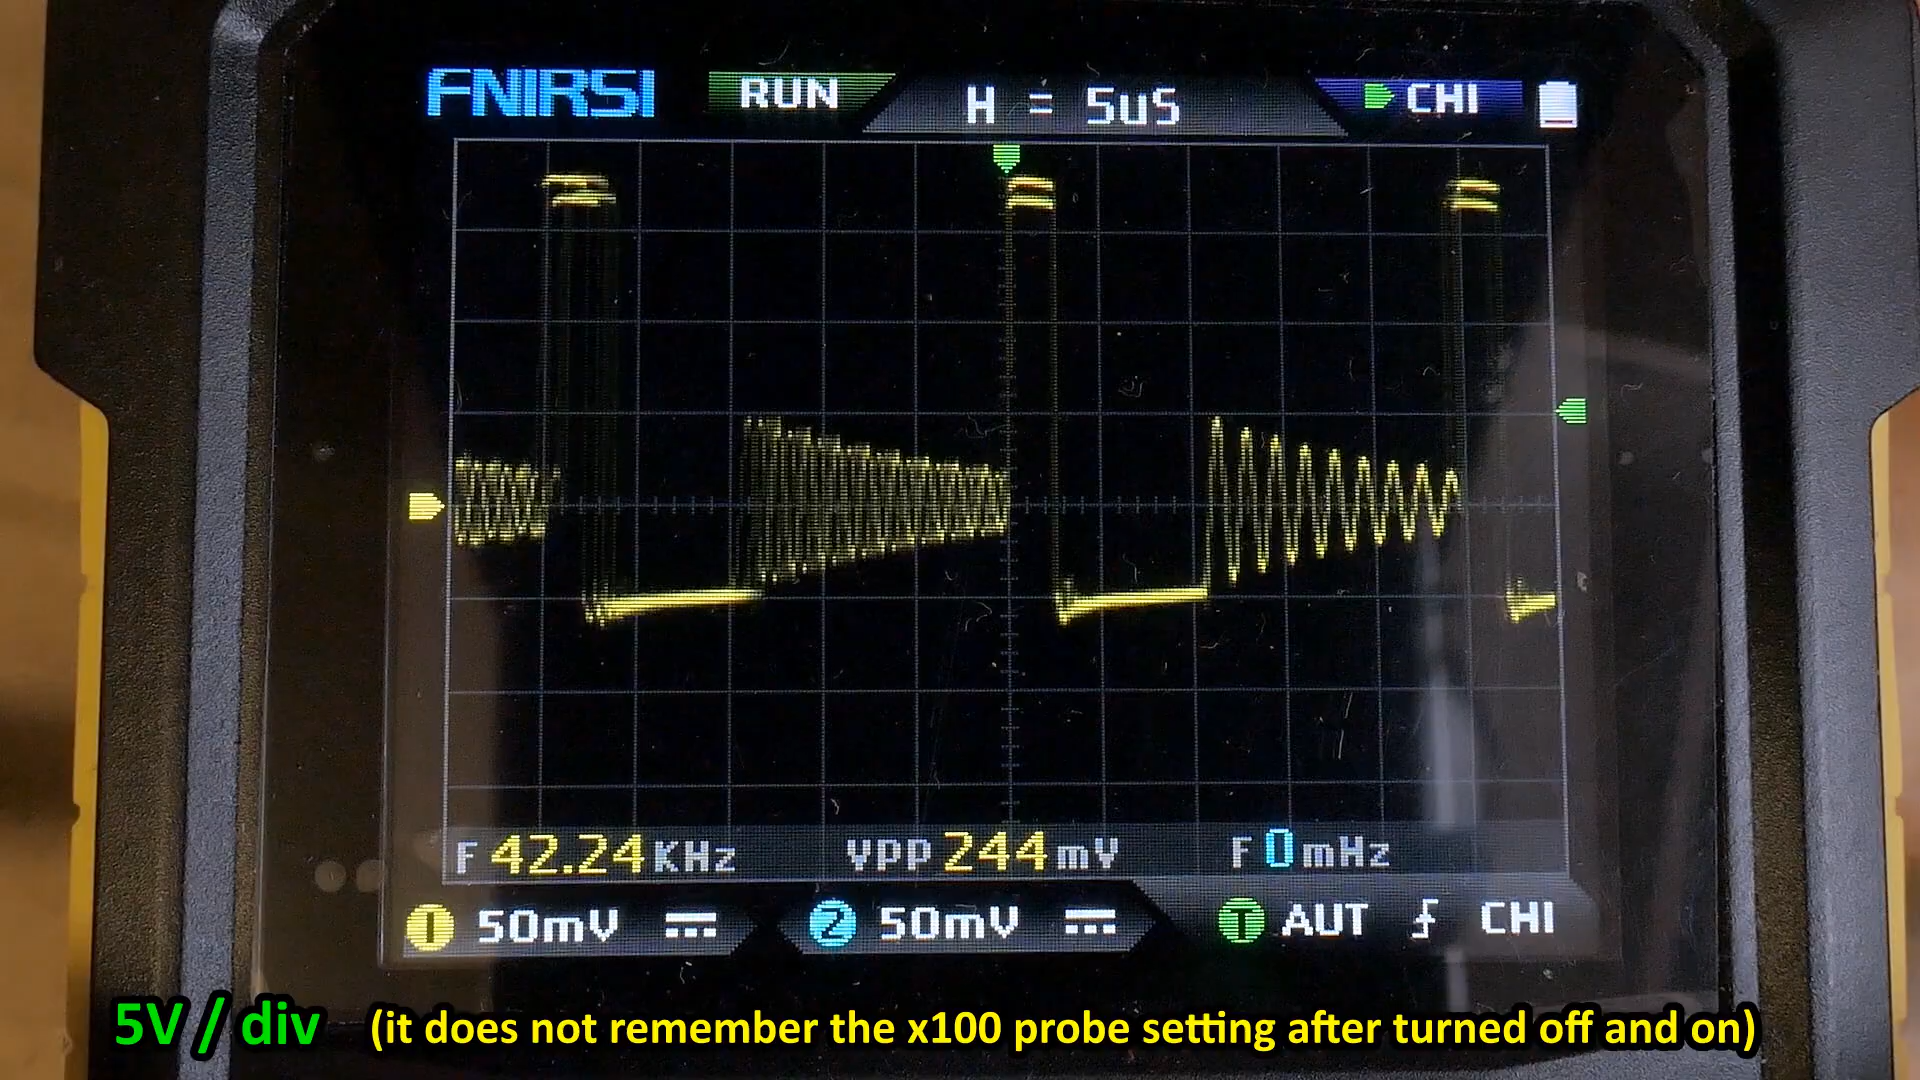 FNIRSI RUN H = 5uS CH1
F 42.24KHz VPP 244mV F 0mHz
1 50mV 2 50mV T AUT CH1
5V / div (it does not remember the x100 probe setting after turned off and on)